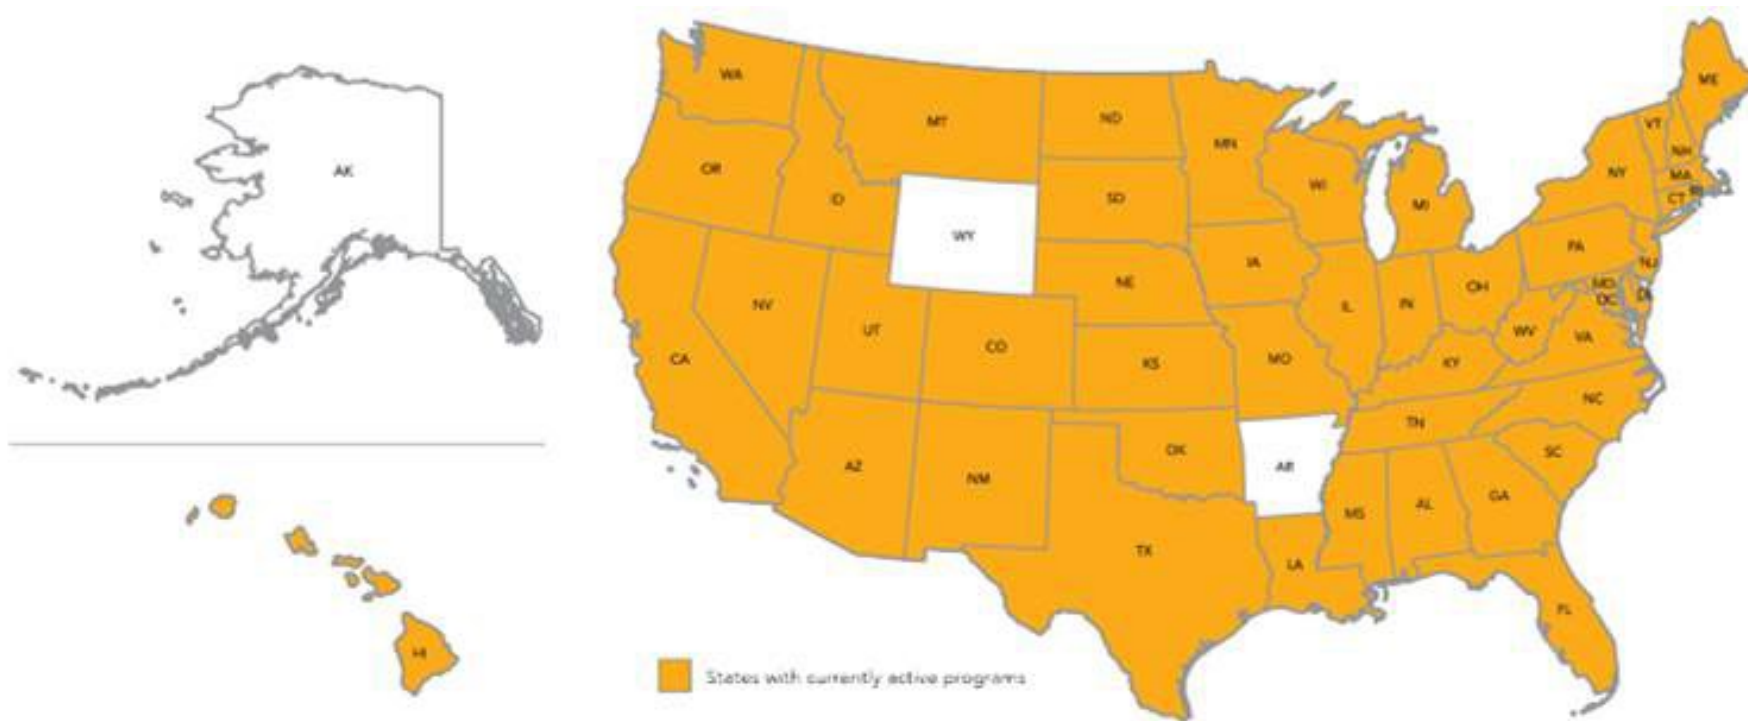 WA
ME
MT
ND
VT
MN
NH
AK
OR
WI
NY
MA
RI
ID
SD
MI
CT
WY
PA
IA
NE
NJ
OH
MD
DE
DC
NV
IL
IN
UT
WV
VA
CO
CA
MO
KS
KY
NC
TN
OK
SC
AZ
AR
NM
GA
AL
MS
TX
LA
FL
HI
States with currently active programs